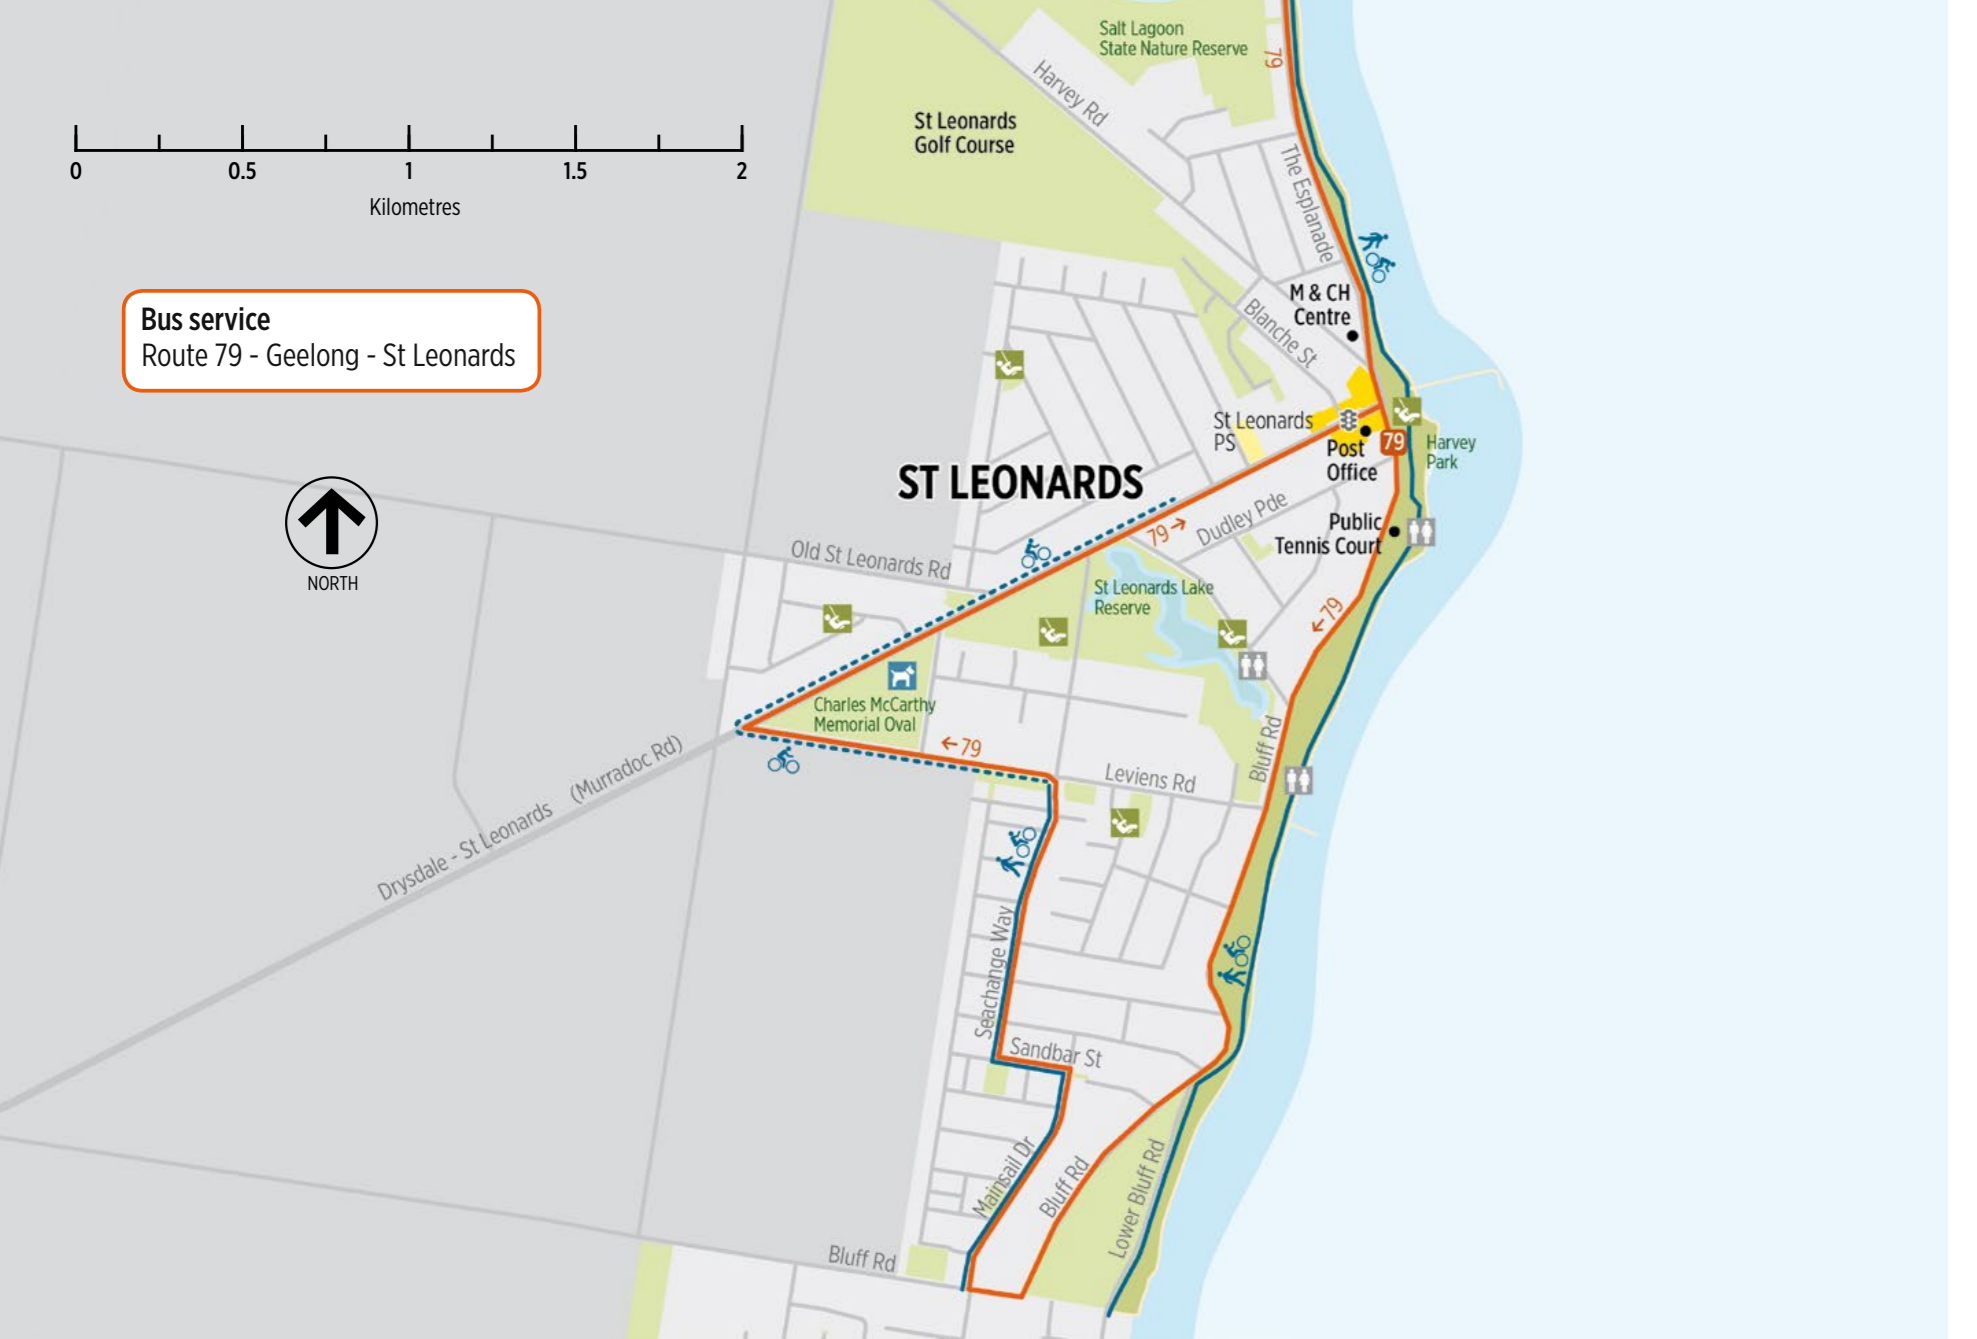 Salt Lagoon
State Nature Reserve
79
Harvey Rd
St Leonards
Golf Course
0 0.5 1 1.5 2
Kilometres
The Esplanade
M & CH
Centre
Blanche St
Bus service
Route 79 - Geelong - St Leonards
St Leonards
PS
Post
Office
79
Harvey
Park
ST LEONARDS
Public
Tennis Court
79 →
Dudley Pde
NORTH
Old St Leonards Rd
St Leonards Lake
Reserve
← 79
Charles McCarthy
Memorial Oval
← 79
Bluff Rd
Leviens Rd
Drysdale - St Leonards (Murradoc Rd)
Seachange Way
Sandbar St
Mainsail Dr
Bluff Rd
Lower Bluff Rd
Bluff Rd